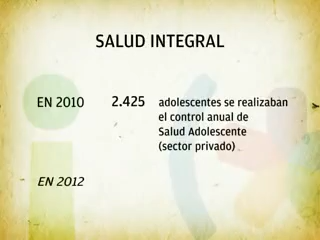 SALUD INTEGRAL
EN 2010 2.425 adolescentes se realizaban
el control anual de
Salud Adolescente
(sector privado)
EN 2012